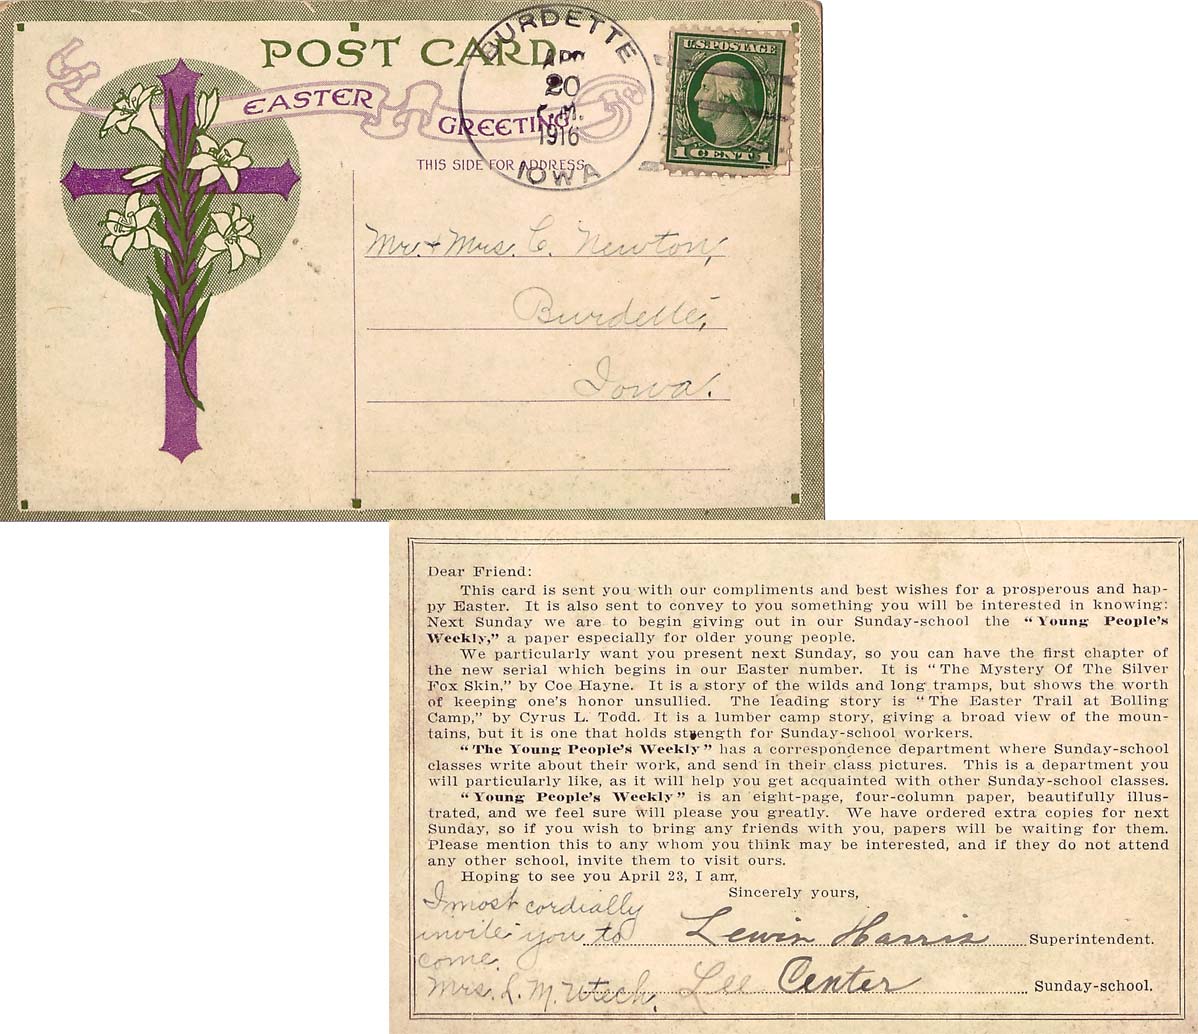 POST CARD
EASTER
GREETING
THIS SIDE FOR ADDRESS
BURDETTE
APR
20
M.
1916
IOWA
U.S. POSTAGE
1 CENT 1
Mr. + Mrs. C. Newton,
Burdette,
Iowa.
Dear Friend:
This card is sent you with our compliments and best wishes for a prosperous and hap-
py Easter. It is also sent to convey to you something you will be interested in knowing:
Next Sunday we are to begin giving out in our Sunday-school the "Young People's
Weekly," a paper especially for older young people.
We particularly want you present next Sunday, so you can have the first chapter of
the new serial which begins in our Easter number. It is "The Mystery Of The Silver
Fox Skin," by Coe Hayne. It is a story of the wilds and long tramps, but shows the worth
of keeping one's honor unsullied. The leading story is "The Easter Trail at Bolling
Camp," by Cyrus L. Todd. It is a lumber camp story, giving a broad view of the moun-
tains, but it is one that holds strength for Sunday-school workers.
"The Young People's Weekly" has a correspondence department where Sunday-school
classes write about their work, and send in their class pictures. This is a department you
will particularly like, as it will help you get acquainted with other Sunday-school classes.
"Young People's Weekly" is an eight-page, four-column paper, beautifully illus-
trated, and we feel sure will please you greatly. We have ordered extra copies for next
Sunday, so if you wish to bring any friends with you, papers will be waiting for them.
Please mention this to any whom you think may be interested, and if they do not attend
any other school, invite them to visit ours.
Hoping to see you April 23, I am,
Sincerely yours,
I most cordially
invite you to
come.
Mrs. L. M. Utech,
Lewin Harris Superintendent.
Lee Center Sunday-school.